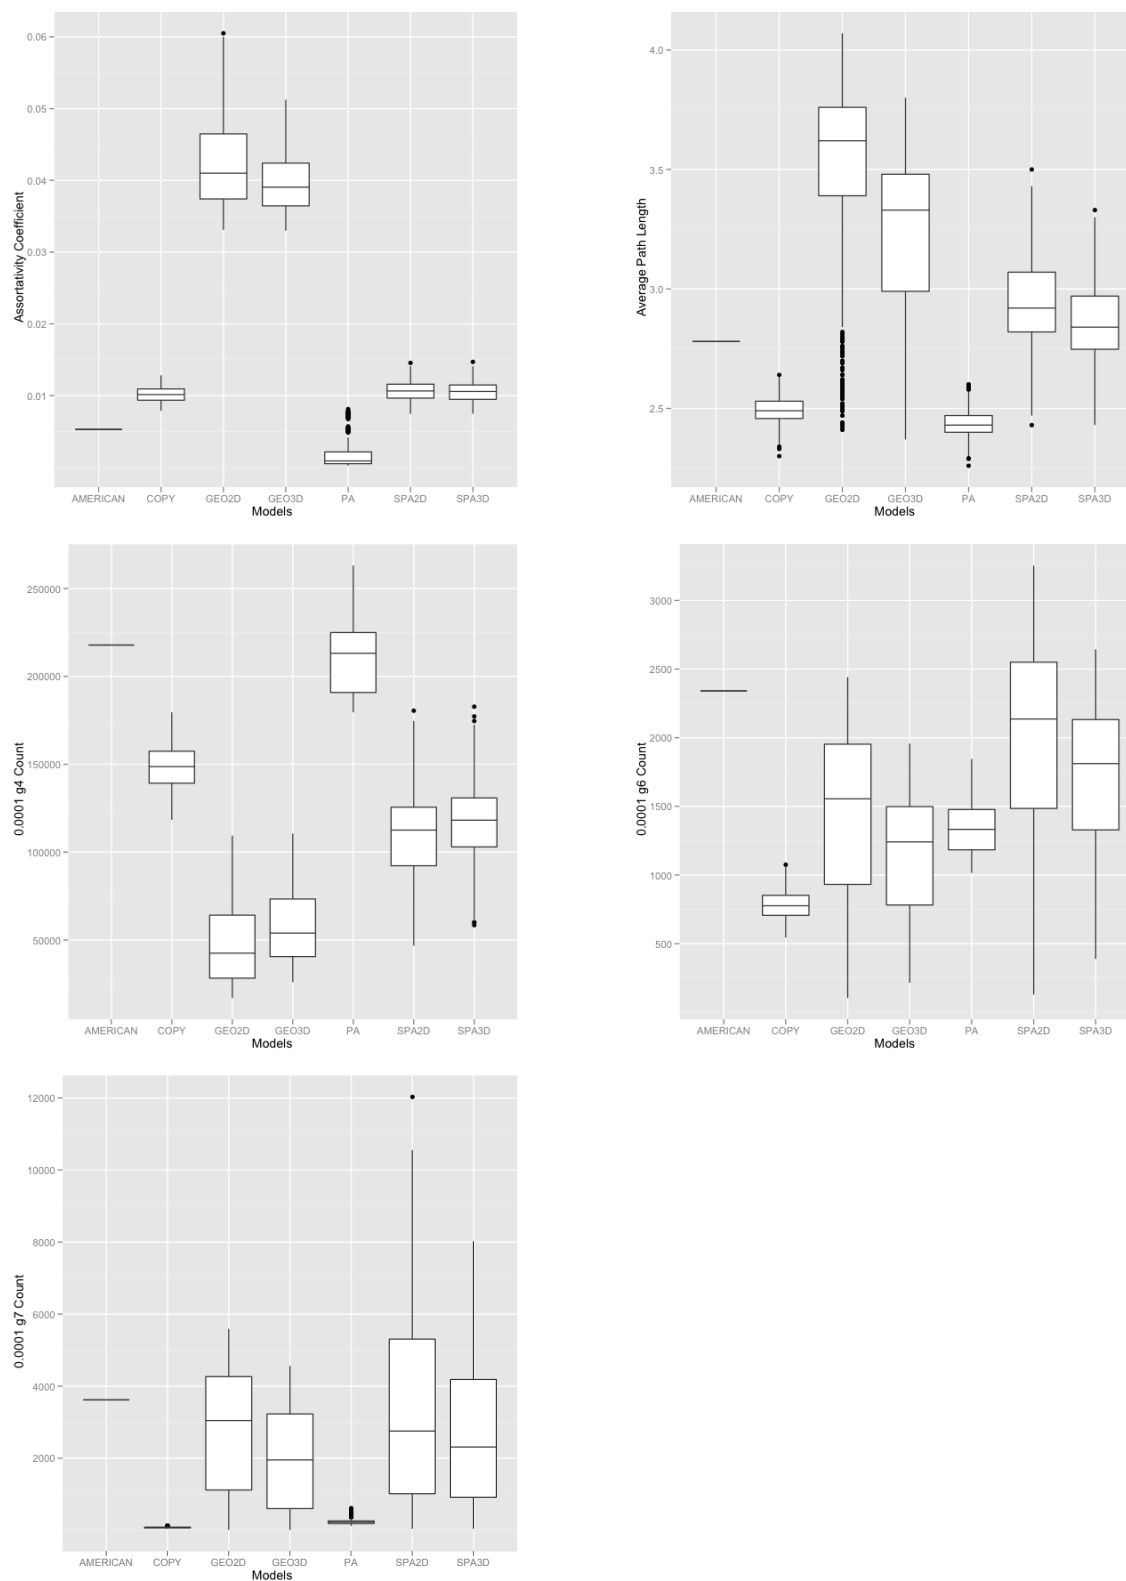 0.06
0.05
0.04
0.03
0.02
0.01
Assortativity Coefficient
AMERICAN COPY GEO2D GEO3D PA SPA2D SPA3D
Models
4.0
3.5
3.0
2.5
Average Path Length
AMERICAN COPY GEO2D GEO3D PA SPA2D SPA3D
Models
250000
200000
150000
100000
50000
0.0001 g4 Count
AMERICAN COPY GEO2D GEO3D PA SPA2D SPA3D
Models
3000
2500
2000
1500
1000
500
0.0001 g6 Count
AMERICAN COPY GEO2D GEO3D PA SPA2D SPA3D
Models
12000
10000
8000
6000
4000
2000
0.0001 g7 Count
AMERICAN COPY GEO2D GEO3D PA SPA2D SPA3D
Models